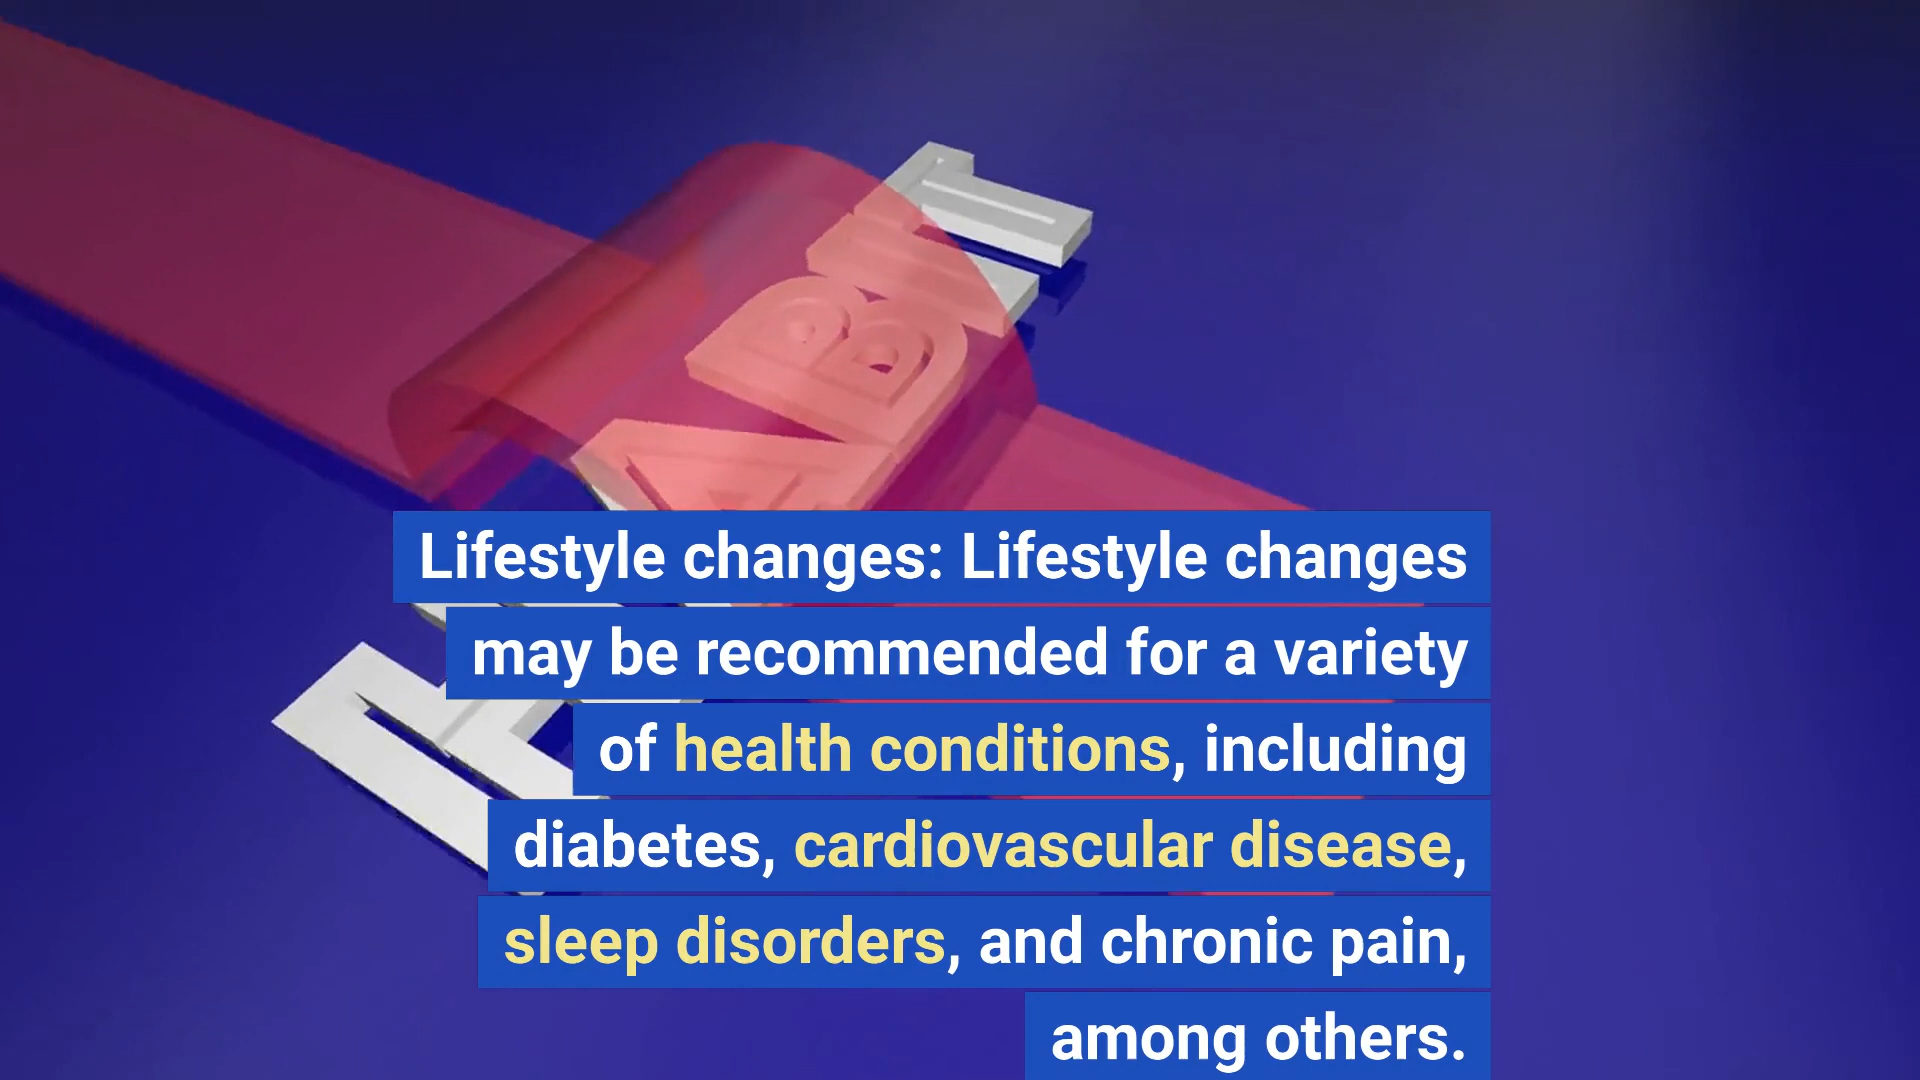 HABIT
Lifestyle changes: Lifestyle changes
may be recommended for a variety
of health conditions, including
diabetes, cardiovascular disease,
sleep disorders, and chronic pain,
among others.